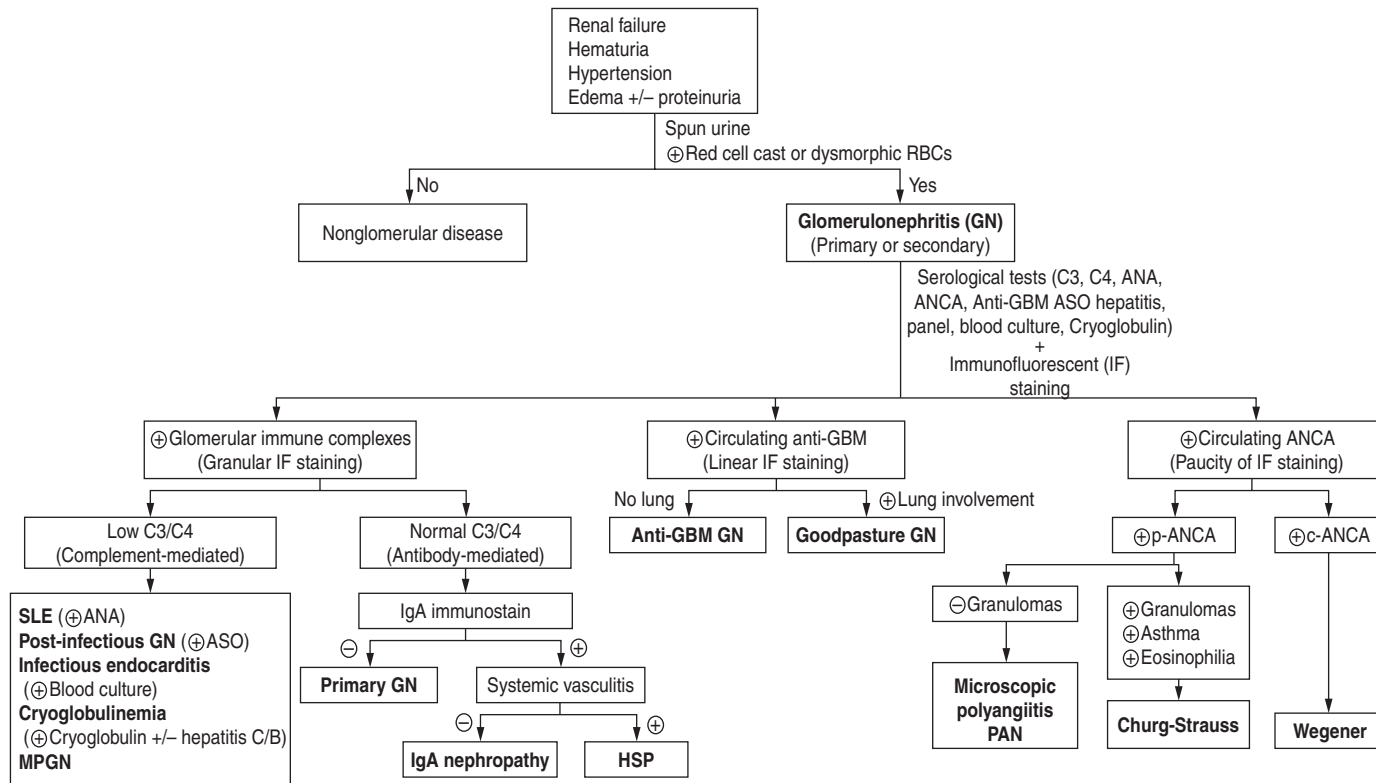 Renal failure
Hematuria
Hypertension
Edema +/– proteinuria
Spun urine
⊕Red cell cast or dysmorphic RBCs
No
Yes
Nonglomerular disease
Glomerulonephritis (GN)
(Primary or secondary)
Serological tests (C3, C4, ANA,
ANCA, Anti-GBM ASO hepatitis,
panel, blood culture, Cryoglobulin)
+
Immunofluorescent (IF)
staining
⊕Glomerular immune complexes
(Granular IF staining)
⊕Circulating anti-GBM
(Linear IF staining)
⊕Circulating ANCA
(Paucity of IF staining)
Low C3/C4
(Complement-mediated)
Normal C3/C4
(Antibody-mediated)
No lung
⊕Lung involvement
Anti-GBM GN
Goodpasture GN
⊕p-ANCA
⊕c-ANCA
SLE (⊕ANA)
Post-infectious GN (⊕ASO)
Infectious endocarditis
(⊕Blood culture)
Cryoglobulinemia
(⊕Cryoglobulin +/– hepatitis C/B)
MPGN
IgA immunostain
⊖
⊕
Primary GN
Systemic vasculitis
⊖
⊕
IgA nephropathy
HSP
⊖Granulomas
⊕Granulomas
⊕Asthma
⊕Eosinophilia
Microscopic
polyangiitis
PAN
Churg-Strauss
Wegener